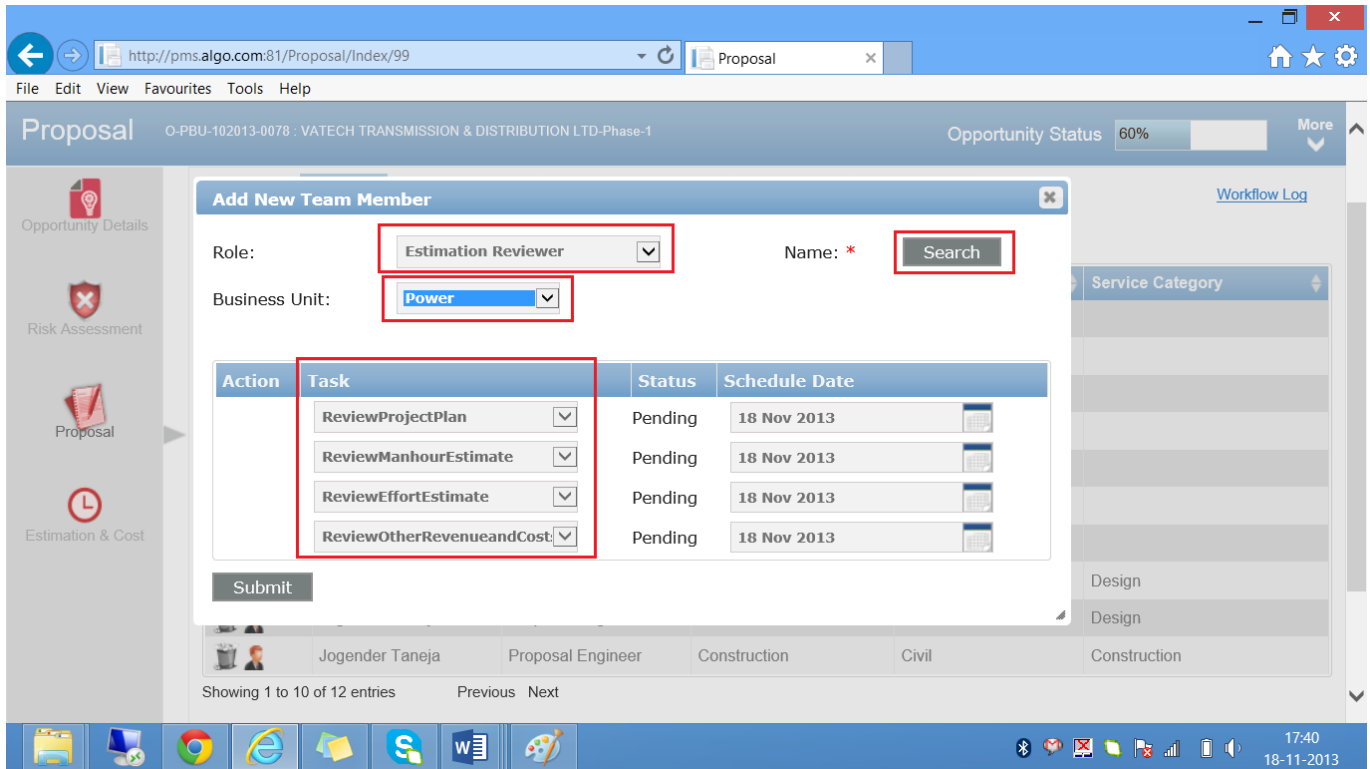 http://pms.algo.com:81/Proposal/Index/99
Proposal
File Edit View Favourites Tools Help
Proposal O-PBU-102013-0078 : VATECH TRANSMISSION & DISTRIBUTION LTD-Phase-1 Opportunity Status 60% More
Workflow Log
Opportunity Details
Risk Assessment
Proposal
Estimation & Cost
Add New Team Member
Role: Estimation Reviewer Name: * Search
Business Unit: Power
Service Category
Action Task Status Schedule Date
ReviewProjectPlan Pending 18 Nov 2013
ReviewManhourEstimate Pending 18 Nov 2013
ReviewEffortEstimate Pending 18 Nov 2013
ReviewOtherRevenueandCost Pending 18 Nov 2013
Submit
Design
Design
Jogender Taneja Proposal Engineer Construction Civil Construction
Showing 1 to 10 of 12 entries Previous Next
17:40
18-11-2013